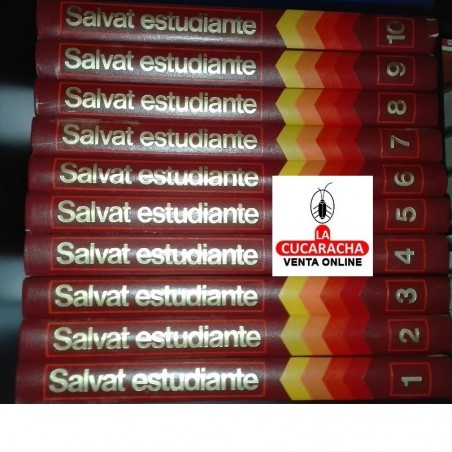 Salvat estudiante 10
Salvat estudiante 9
Salvat estudiante 8
Salvat estudiante 7
Salvat estudiante 6
Salvat estudiante 5
Salvat estudiante 4
Salvat estudiante 3
Salvat estudiante 2
Salvat estudiante 1
LA
CUCARACHA
VENTA ONLINE